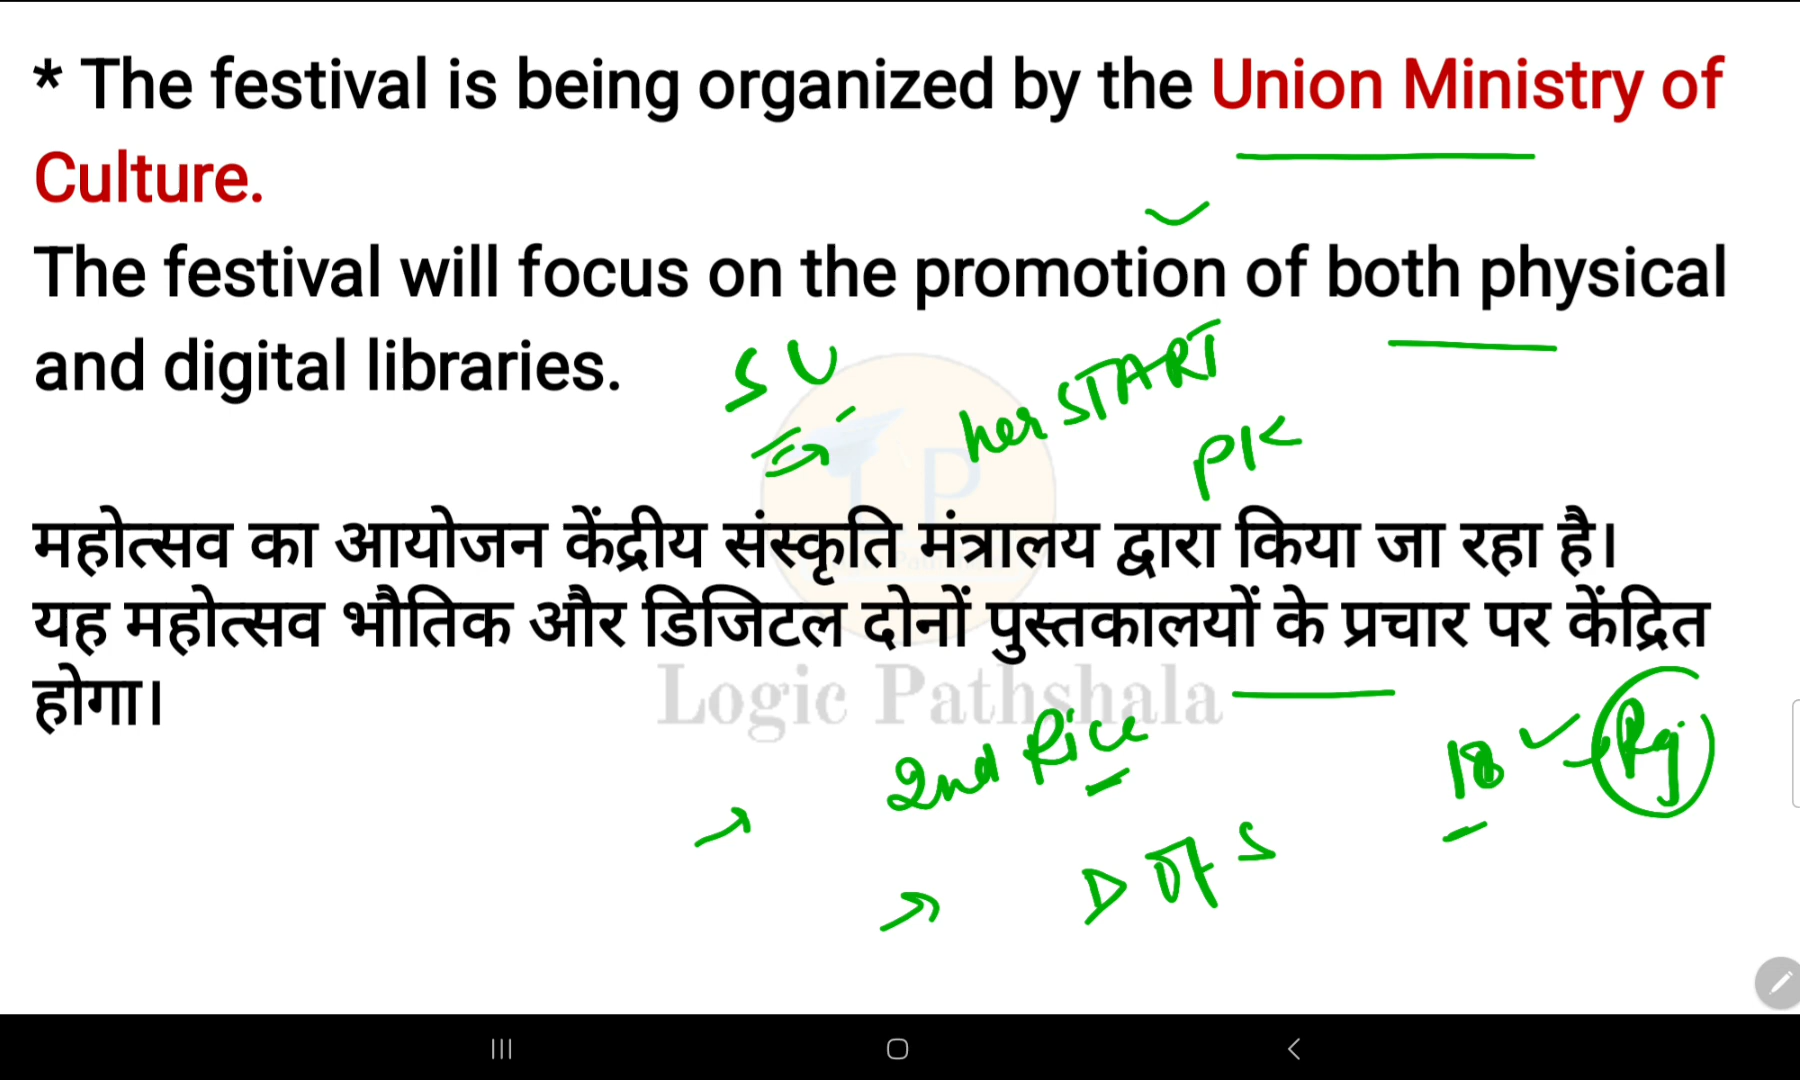 * The festival is being organized by the Union Ministry of
Culture.
The festival will focus on the promotion of both physical
and digital libraries.
SU
her START
PK
महोत्सव का आयोजन केंद्रीय संस्कृति मंत्रालय द्वारा किया जा रहा है।
यह महोत्सव भौतिक और डिजिटल दोनों पुस्तकालयों के प्रचार पर केंद्रित
होगा।
Logic Pathshala
2nd Rice
18